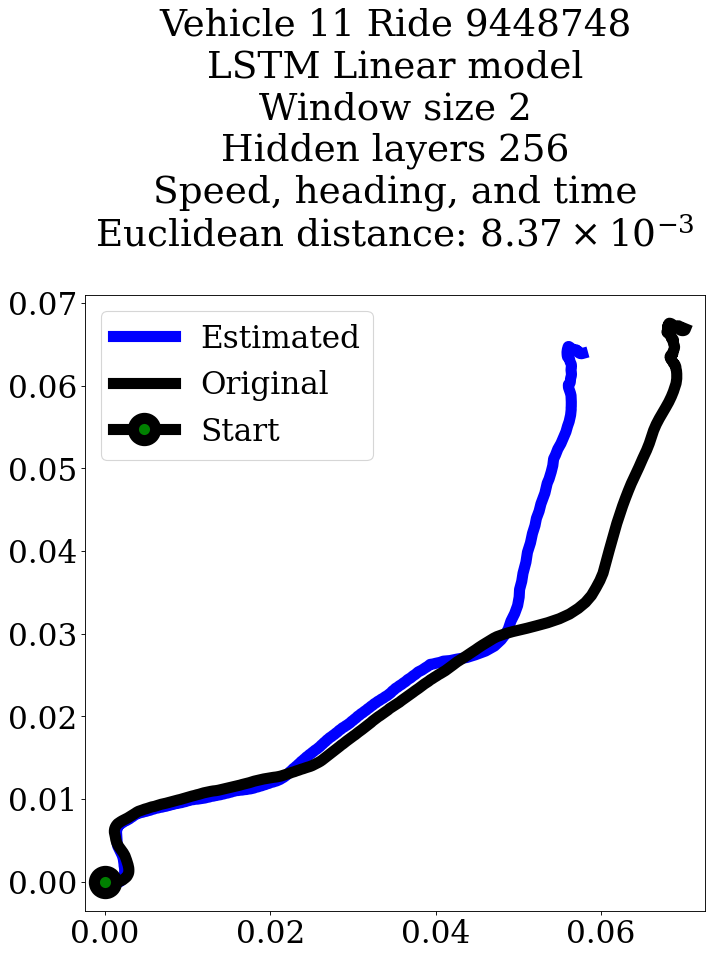 Vehicle 11 Ride 9448748
LSTM Linear model
Window size 2
Hidden layers 256
Speed, heading, and time
Euclidean distance: 8.37 × 10⁻³
0.07
0.06
0.05
0.04
0.03
0.02
0.01
0.00
Estimated
Original
Start
0.00 0.02 0.04 0.06